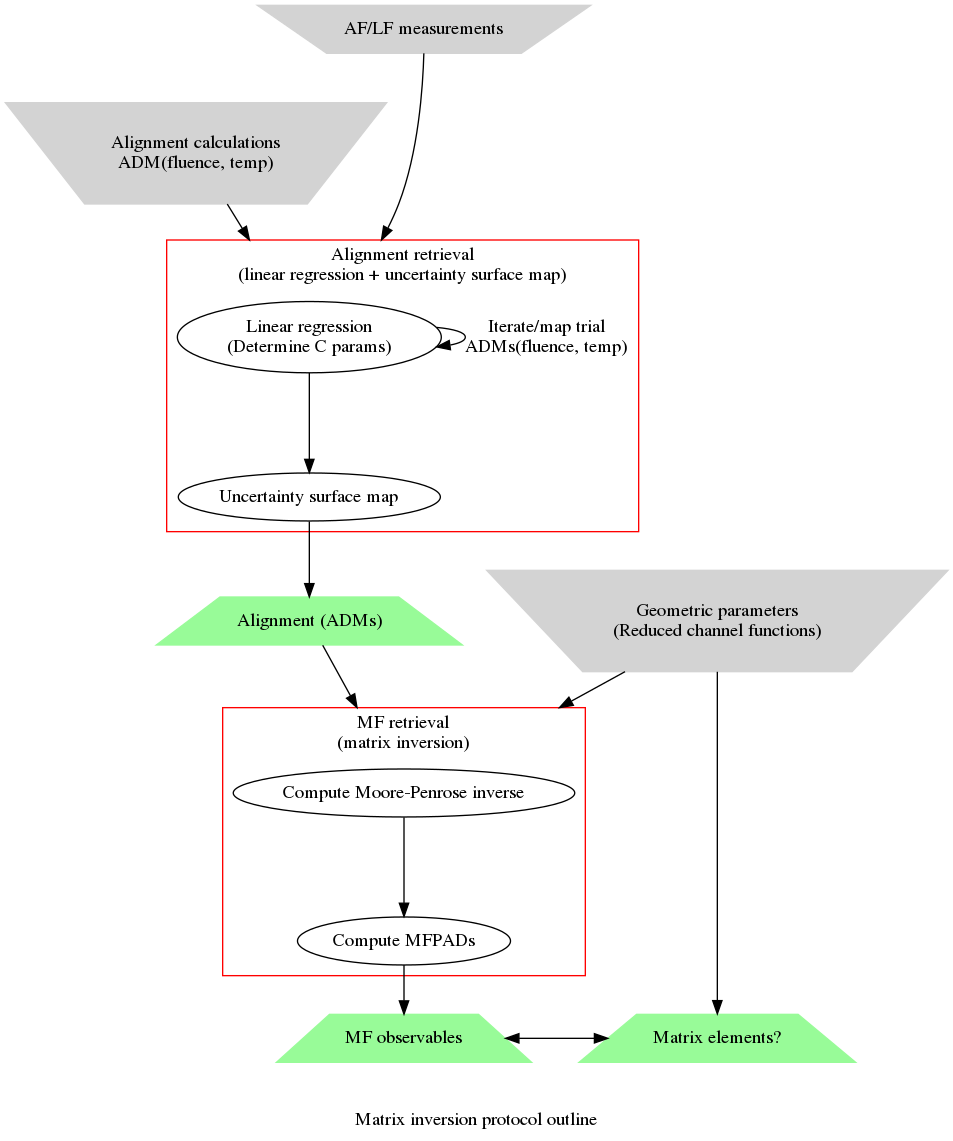 AF/LF measurements
Alignment calculations
ADM(fluence, temp)
Alignment retrieval
(linear regression + uncertainty surface map)
Linear regression
(Determine C params)
Iterate/map trial
ADMs(fluence, temp)
Uncertainty surface map
Alignment (ADMs)
Geometric parameters
(Reduced channel functions)
MF retrieval
(matrix inversion)
Compute Moore-Penrose inverse
Compute MFPADs
MF observables
Matrix elements?
Matrix inversion protocol outline